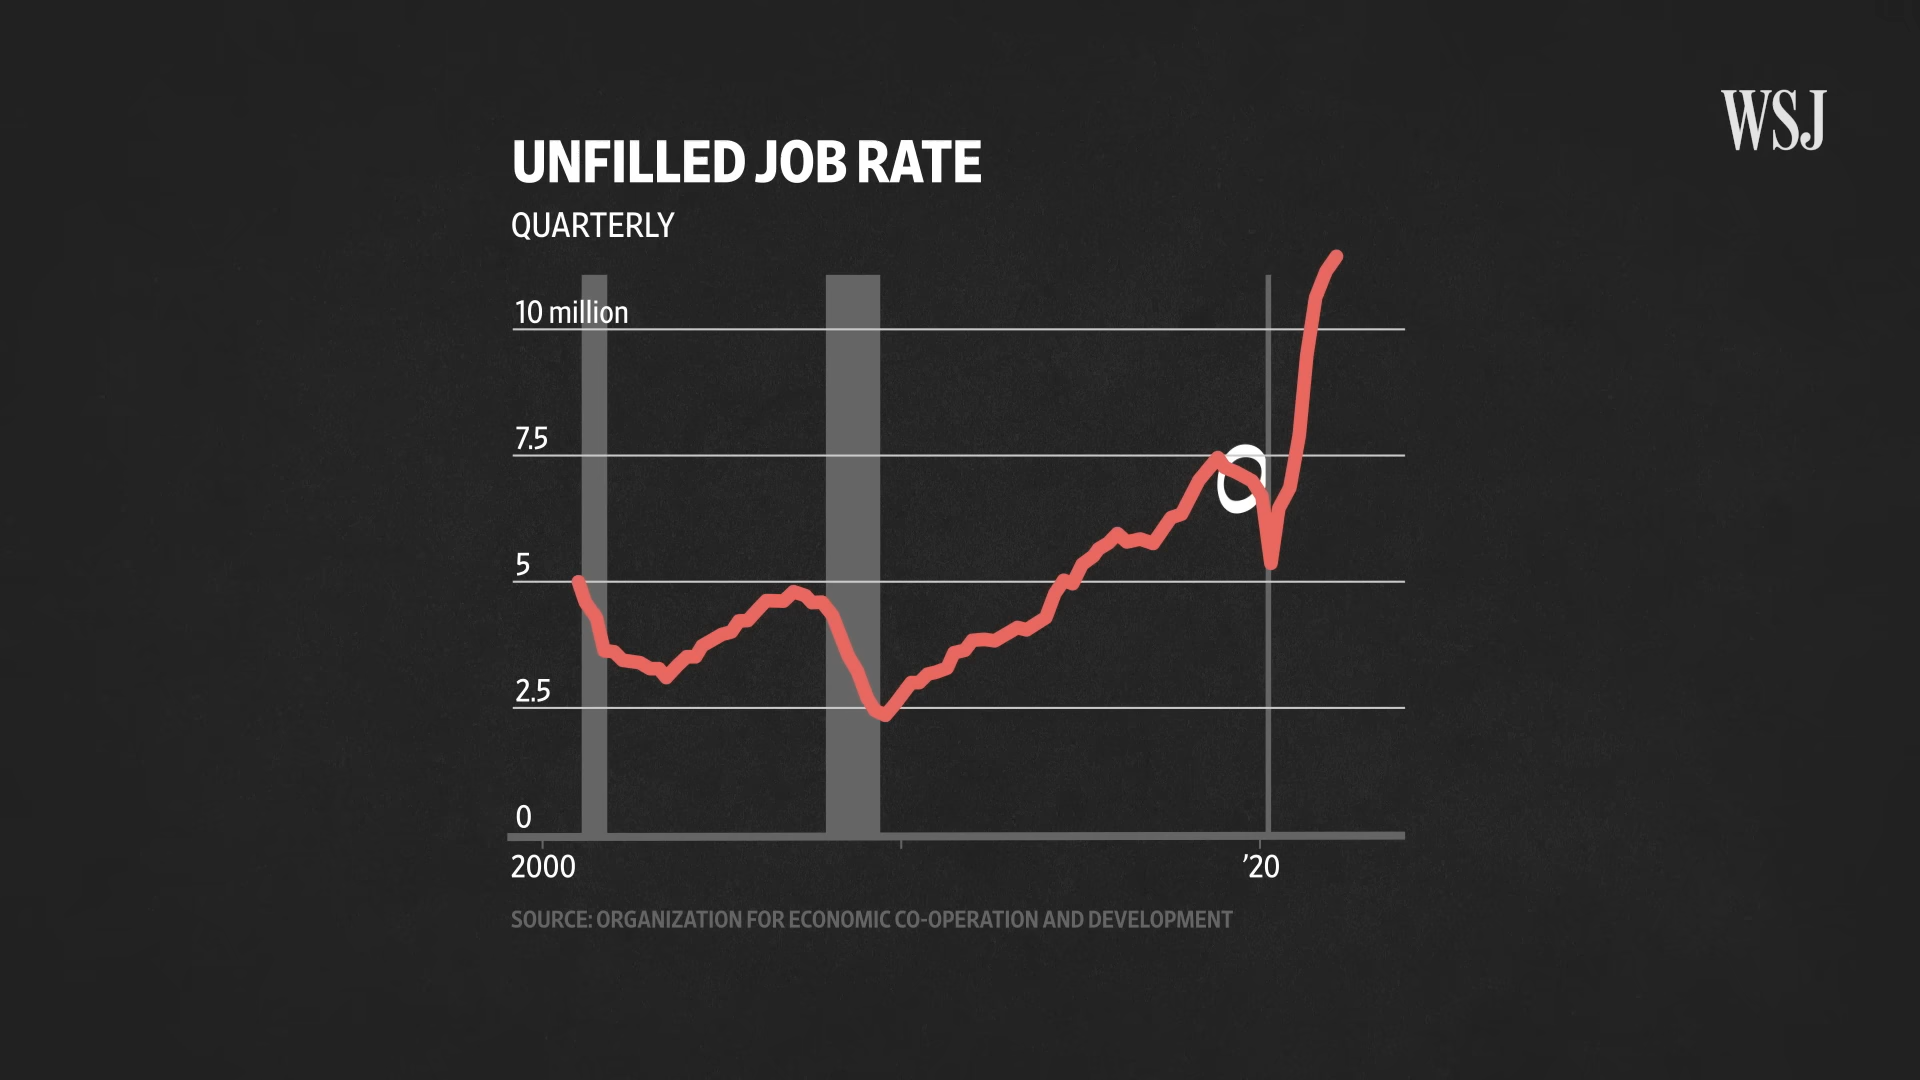 WSJ
UNFILLED JOB RATE
QUARTERLY
10 million
7.5
5
2.5
0
2000
’20
SOURCE: ORGANIZATION FOR ECONOMIC CO-OPERATION AND DEVELOPMENT